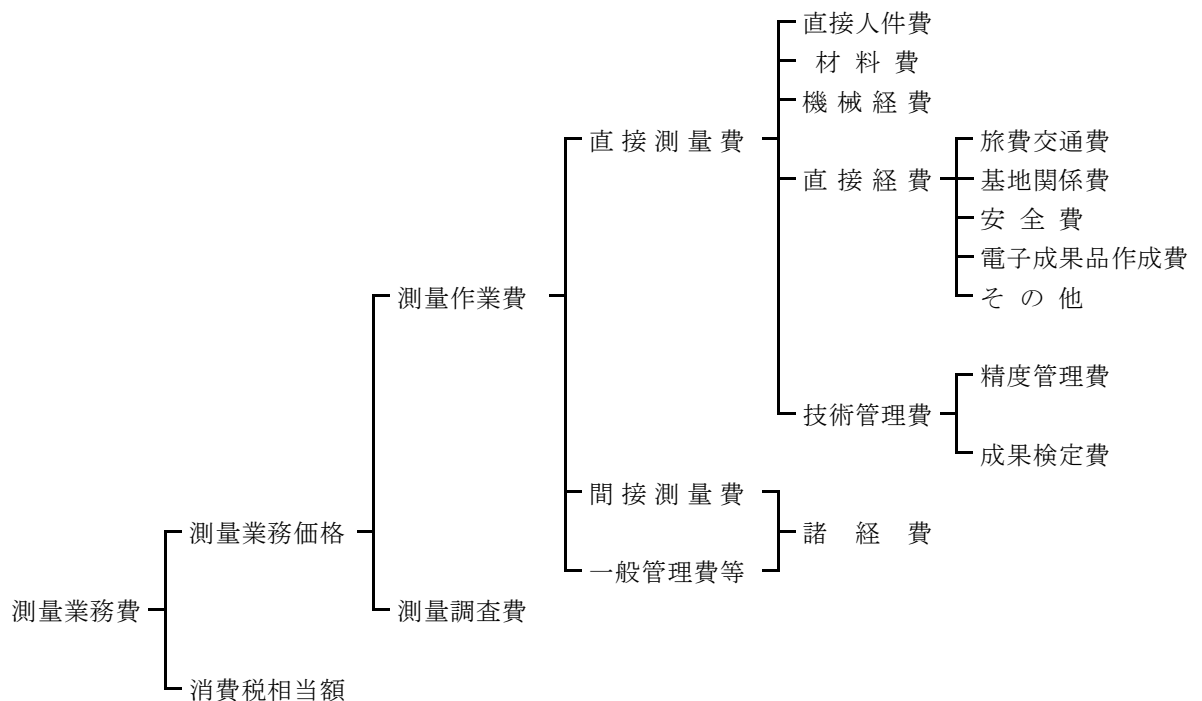 直接人件費
材料費
機械経費
直接測量費
旅費交通費
直接経費
基地関係費
安全費
電子成果品作成費
測量作業費
その他
精度管理費
技術管理費
成果検定費
間接測量費
測量業務価格
諸経費
一般管理費等
測量業務費
測量調査費
消費税相当額